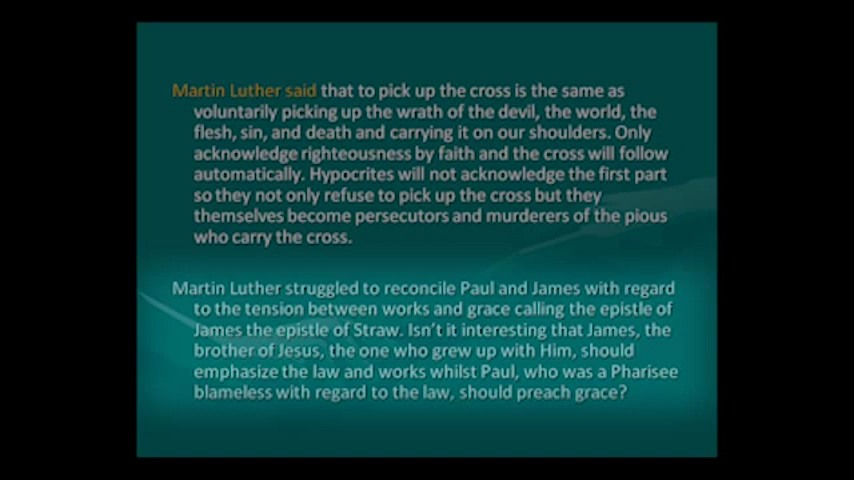 Martin Luther said that to pick up the cross is the same as
voluntarily picking up the wrath of the devil, the world, the
flesh, sin, and death and carrying it on our shoulders. Only
acknowledge righteousness by faith and the cross will follow
automatically. Hypocrites will not acknowledge the first part
so they not only refuse to pick up the cross but they
themselves become persecutors and murderers of the pious
who carry the cross.
Martin Luther struggled to reconcile Paul and James with regard
to the tension between works and grace calling the epistle of
James the epistle of Straw. Isn't it interesting that James, the
brother of Jesus, the one who grew up with Him, should
emphasize the law and works whilst Paul, who was a Pharisee
blameless with regard to the law, should preach grace?